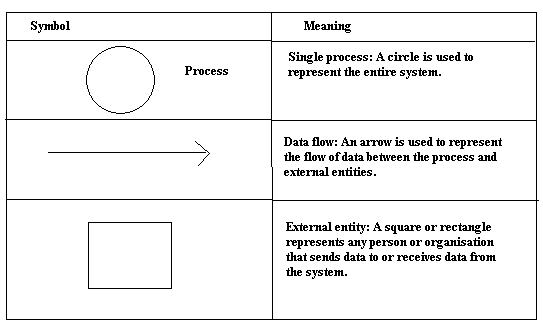 Symbol
Meaning
Process
Single process: A circle is used to
represent the entire system.
Data flow: An arrow is used to represent
the flow of data between the process and
external entities.
External entity: A square or rectangle
represents any person or organisation
that sends data to or receives data from
the system.